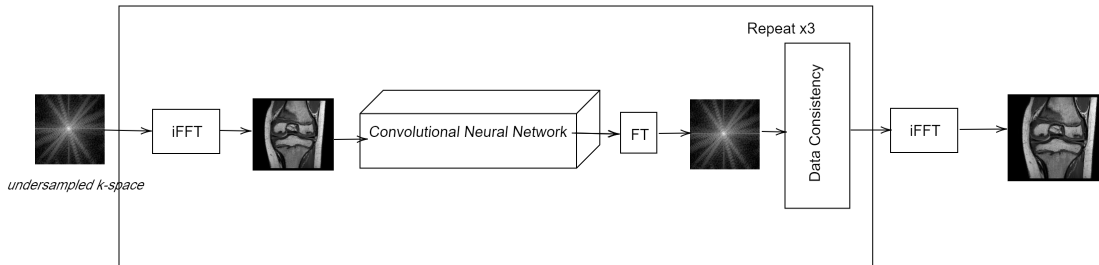 Repeat x3
undersampled k-space
iFFT
Convolutional Neural Network
FT
Data Consistency
iFFT